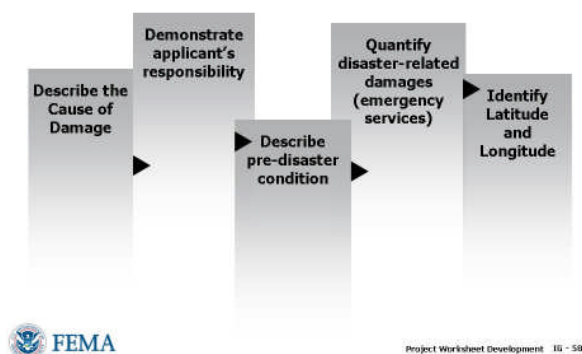 Describe the
Cause of
Damage
Demonstrate
applicant's
responsibility
Describe
pre-disaster
condition
Quantify
disaster-related
damages
(emergency
services)
Identify
Latitude
and
Longitude
FEMA
Project Worksheet Development IG - 58